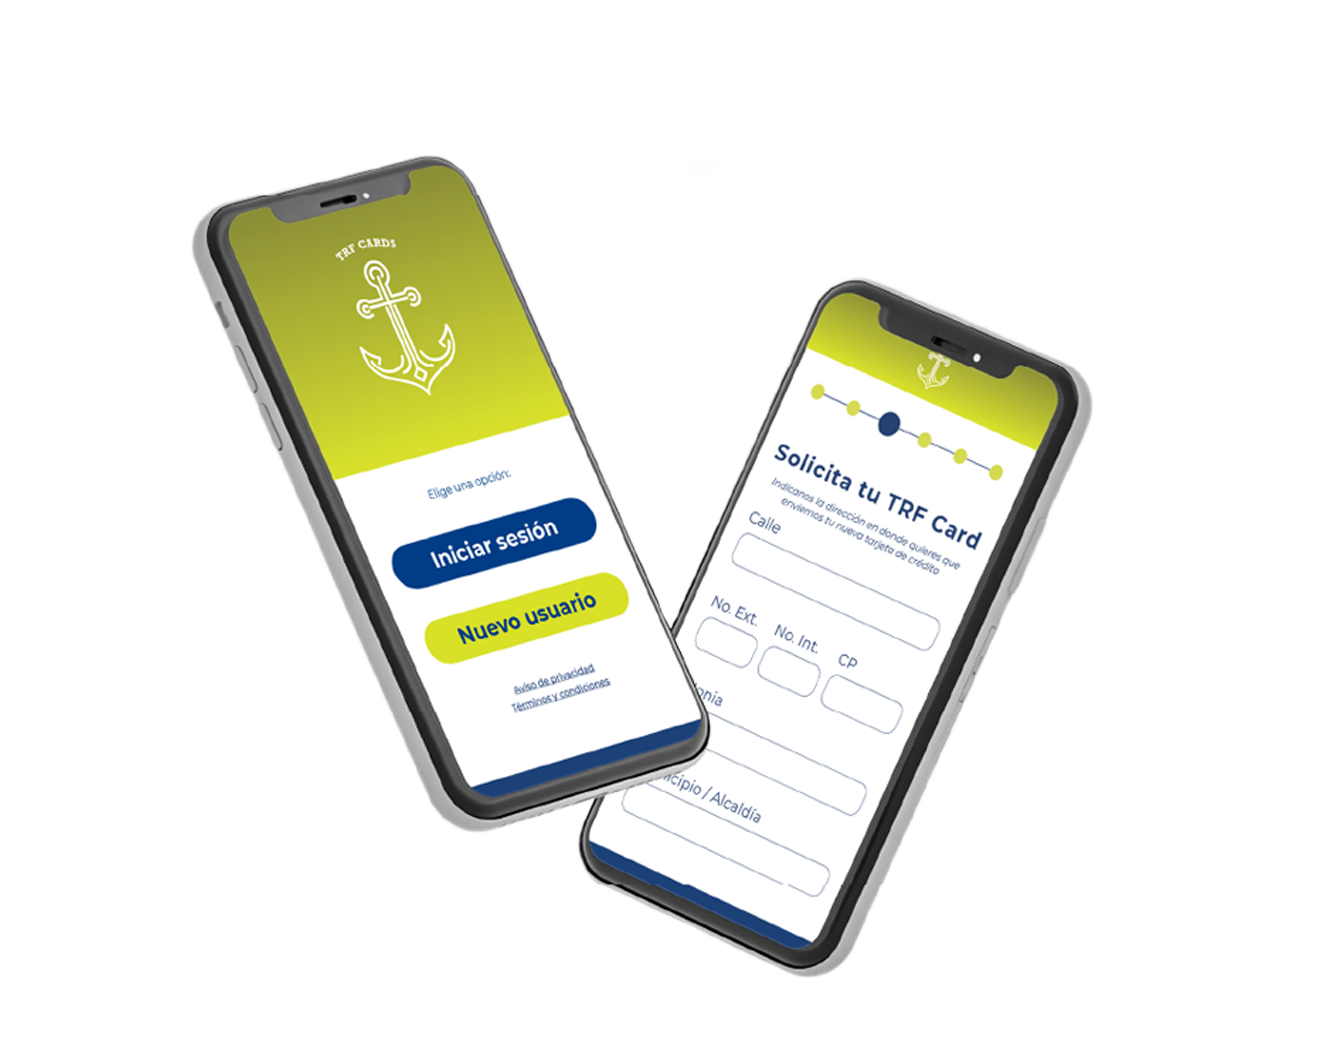 TRF CARDS
Elige una opción:
Iniciar sesión
Nuevo usuario
Aviso de privacidad
Términos y condiciones
Solicita tu TRF Card
Indícanos la dirección en donde quieres que
enviemos tu nueva tarjeta de crédito
Calle
No. Ext.
No. Int.
CP
onia
icipio / Alcaldía